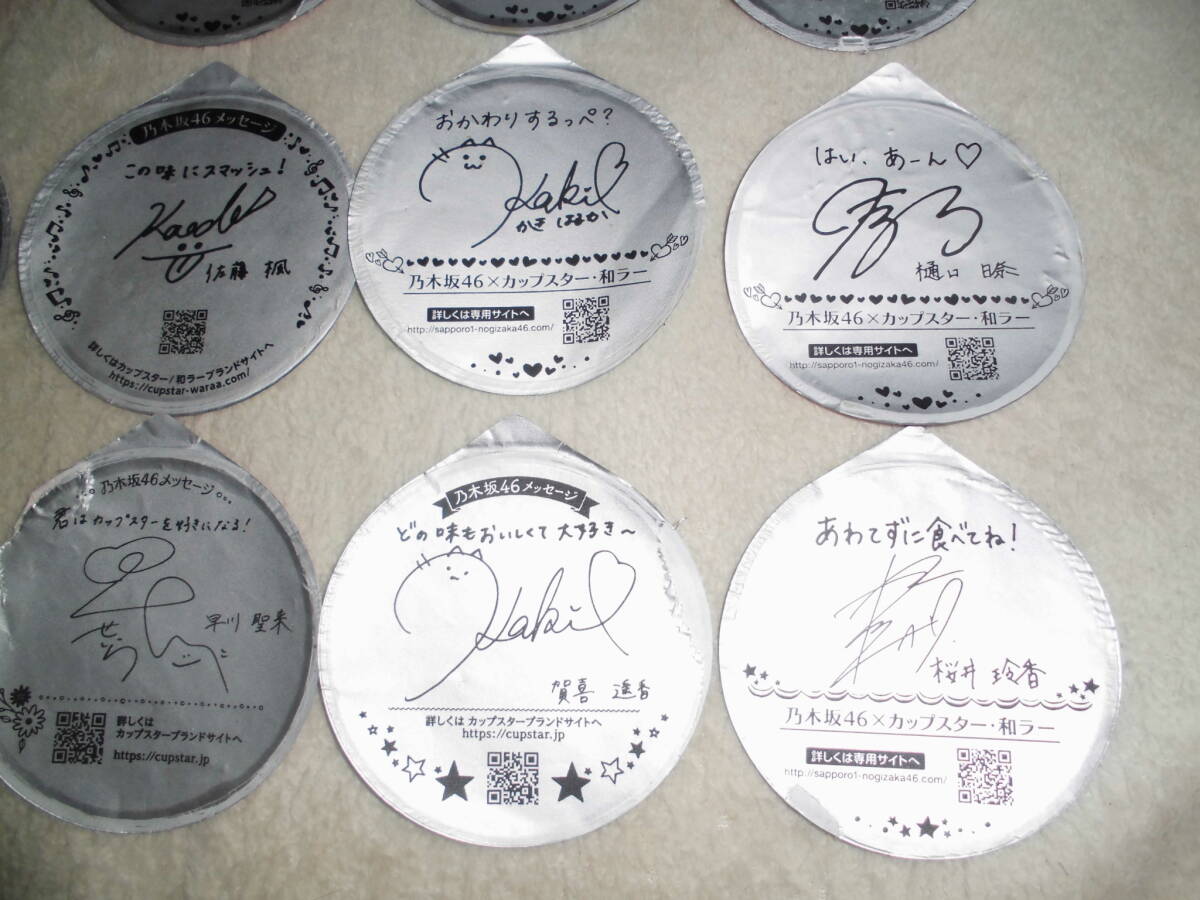 乃木坂46メッセージ
この味にスマッシュ!
Kaede
佐藤 楓
詳しくはカップスター/和ラーブランドサイトへ
https://cupstar-waraa.com/
おかわりするっぺ?
Kakil
かき はるか
乃木坂46×カップスター・和ラー
詳しくは専用サイトへ
http://sapporo1-nogizaka46.com/
はい、あーん♡
樋口 日奈
乃木坂46×カップスター・和ラー
詳しくは専用サイトへ
http://sapporo1-nogizaka46.com/
乃木坂46メッセージ
君はカップスターを好きになる!
せいら
早川 聖来
詳しくは
カップスターブランドサイトへ
https://cupstar.jp
乃木坂46メッセージ
どの味もおいしくて大好き〜
Kakil
賀喜 遥香
詳しくは カップスターブランドサイトへ
https://cupstar.jp
あわてずに食べてね!
桜井 玲香
乃木坂46×カップスター・和ラー
詳しくは専用サイトへ
http://sapporo1-nogizaka46.com/